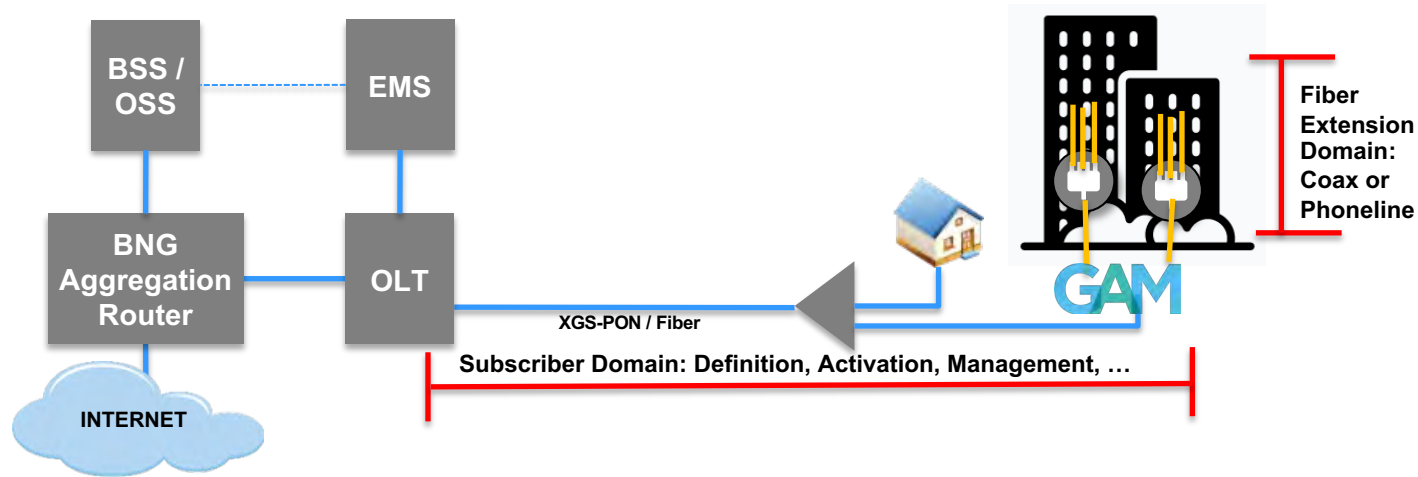 BSS /
OSS
EMS
Fiber
Extension
Domain:
Coax or
Phoneline
BNG
Aggregation
Router
OLT
GAM
XGS-PON / Fiber
Subscriber Domain: Definition, Activation, Management, …
INTERNET